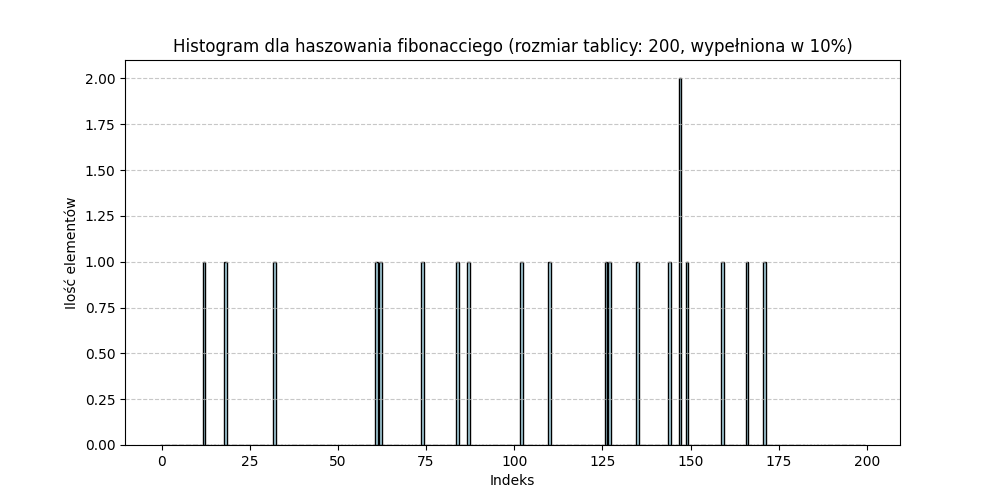 Histogram dla haszowania fibonacciego (rozmiar tablicy: 200, wypełniona w 10%)
2.00
1.75
1.50
1.25
1.00
0.75
0.50
0.25
0.00
Ilość elementów
0 25 50 75 100 125 150 175 200
Indeks